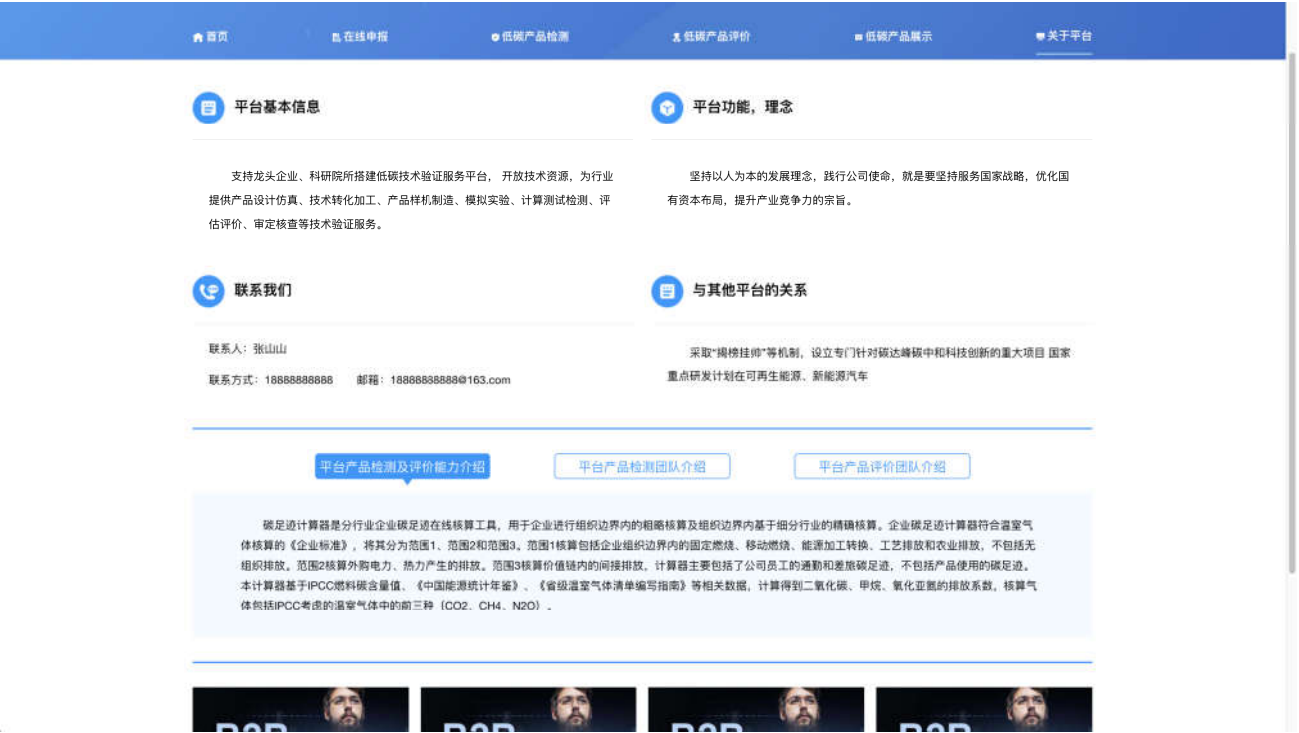 首页
在线申报
低碳产品检测
低碳产品评价
低碳产品展示
关于平台
平台基本信息
支持龙头企业、科研院所搭建低碳技术验证服务平台， 开放技术资源，为行业
提供产品设计仿真、技术转化加工、产品样机制造、模拟实验、计算测试检测、评
估评价、审定核查等技术验证服务。
平台功能，理念
坚持以人为本的发展理念，践行公司使命，就是要坚持服务国家战略，优化国
有资本布局，提升产业竞争力的宗旨。
联系我们
联系人：张山山
联系方式：18888888888 邮箱：18888888888@163.com
与其他平台的关系
采取“揭榜挂帅”等机制，设立专门针对碳达峰碳中和科技创新的重大项目 国家
重点研发计划在可再生能源、新能源汽车
平台产品检测及评价能力介绍
平台产品检测团队介绍
平台产品评价团队介绍
碳足迹计算器是分行业企业碳足迹在线核算工具，用于企业进行组织边界内的粗略核算及组织边界内基于细分行业的精确核算。企业碳足迹计算器符合温室气
体核算的《企业标准》，将其分为范围1、范围2和范围3。范围1核算包括企业组织边界内的固定燃烧、移动燃烧、能源加工转换、工艺排放和农业排放，不包括无
组织排放。范围2核算外购电力、热力产生的排放。范围3核算价值链内的间接排放，计算器主要包括了公司员工的通勤和差旅碳足迹，不包括产品使用的碳足迹。
本计算器基于IPCC燃料碳含量值、《中国能源统计年鉴》、《省级温室气体清单编写指南》等相关数据，计算得到二氧化碳、甲烷、氧化亚氮的排放系数，核算气
体包括IPCC考虑的温室气体中的前三种（CO2、CH4、N2O）。